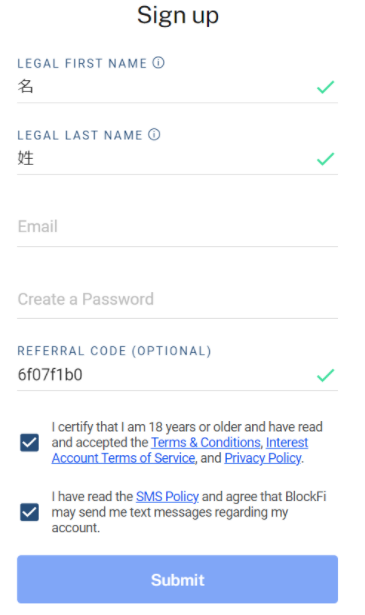 Sign up
LEGAL FIRST NAME
名
LEGAL LAST NAME
姓
Email
Create a Password
REFERRAL CODE (OPTIONAL)
6f07f1b0
I certify that I am 18 years or older and have read
and accepted the Terms & Conditions, Interest
Account Terms of Service, and Privacy Policy.
I have read the SMS Policy and agree that BlockFi
may send me text messages regarding my
account.
Submit